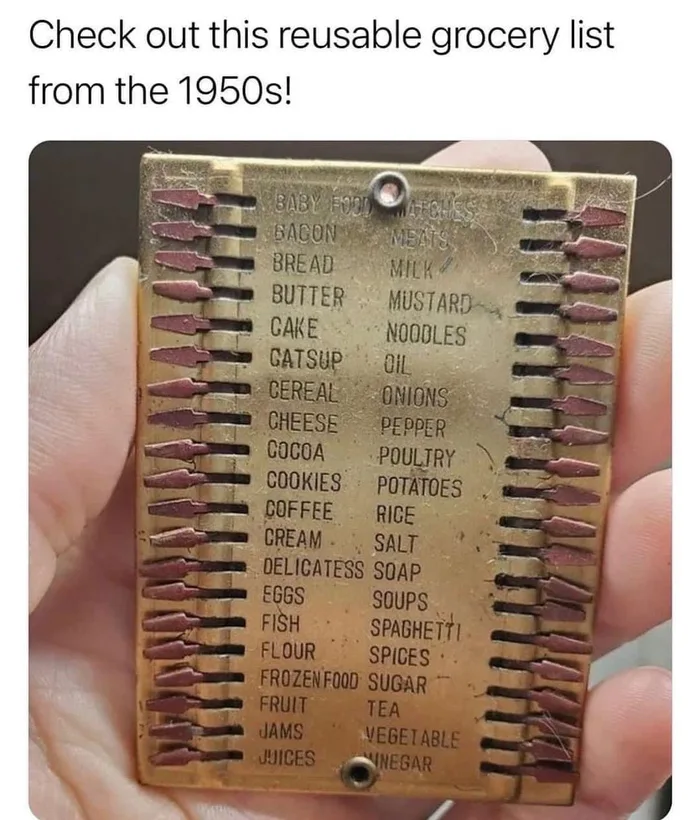 Check out this reusable grocery list
from the 1950s!
BABY FOOD MATCHES
BACON MEATS
BREAD MILK
BUTTER MUSTARD
CAKE NOODLES
CATSUP OIL
CEREAL ONIONS
CHEESE PEPPER
COCOA POULTRY
COOKIES POTATOES
COFFEE RICE
CREAM SALT
DELICATESS SOAP
EGGS SOUPS
FISH SPAGHETTI
FLOUR SPICES
FROZEN FOOD SUGAR
FRUIT TEA
JAMS VEGETABLE
JUICES VINEGAR